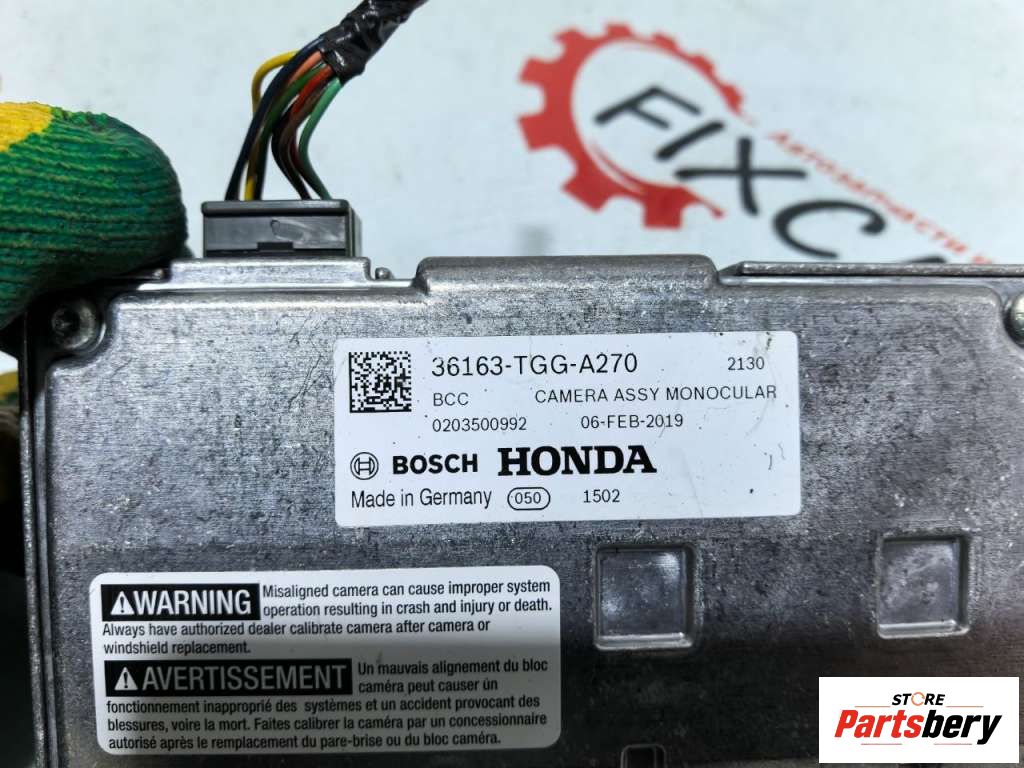 FIXC
Автозапчасти
36163-TGG-A270 2130
BCC CAMERA ASSY MONOCULAR
0203500992 06-FEB-2019
BOSCH HONDA
Made in Germany 050 1502
WARNING Misaligned camera can cause improper system
operation resulting in crash and injury or death.
Always have authorized dealer calibrate camera after camera or
windshield replacement.
AVERTISSEMENT Un mauvais alignement du bloc
caméra peut causer ún
fonctionnement inapproprié des systèmes et un accident provocant des
blessures, voire la mort. Faites calibrer la caméra par un concessionnaire
autorisé après le remplacement du pare-brise ou du bloc caméra.
STORE
Partsbery